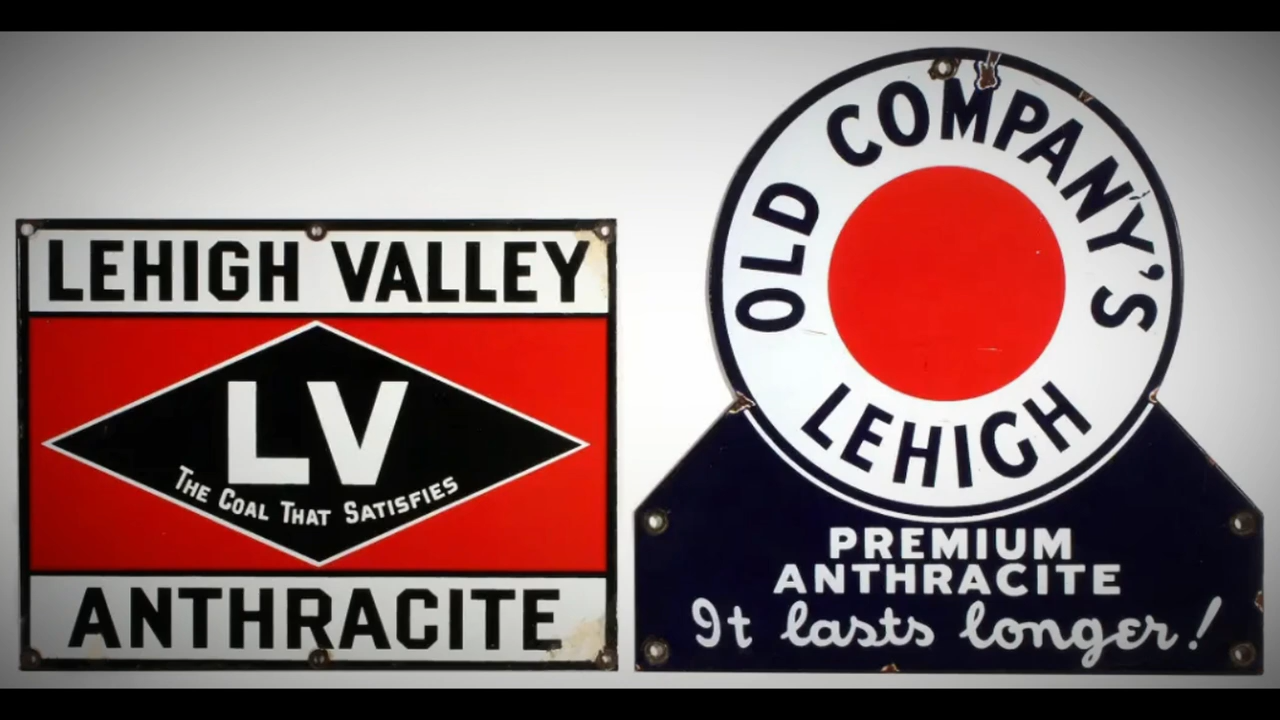 LEHIGH VALLEY
LV
THE COAL THAT SATISFIES
ANTHRACITE
OLD COMPANY'S
LEHIGH
PREMIUM
ANTHRACITE
It lasts longer!